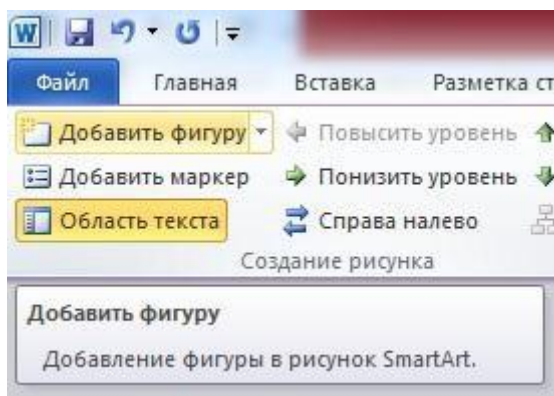 Файл Главная Вставка Разметка ст
Добавить фигуру Повысить уровень
Добавить маркер Понизить уровень
Область текста Справа налево
Создание рисунка
Добавить фигуру
Добавление фигуры в рисунок SmartArt.